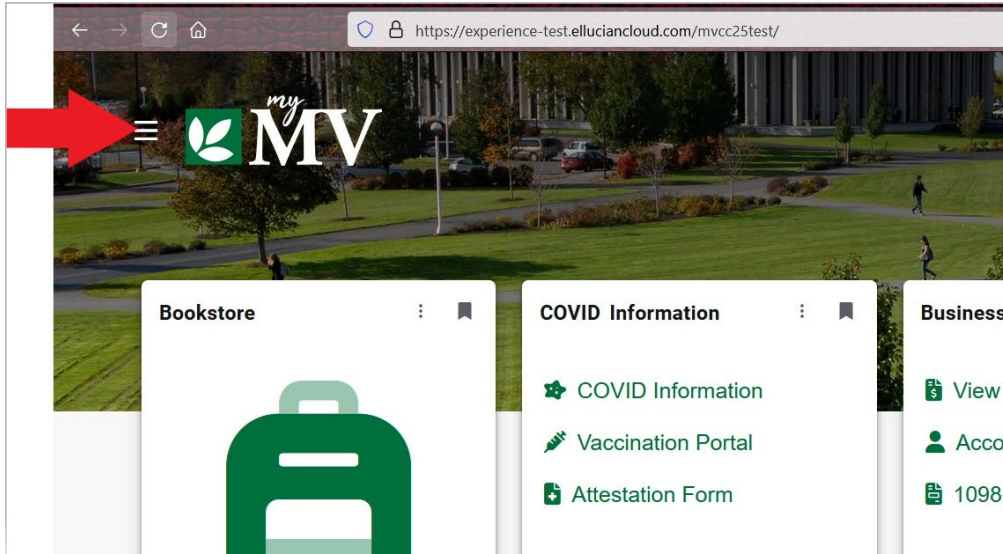 https://experience-test.elluciancloud.com/mvcc25test/
my
MV
Bookstore
COVID Information
Business
COVID Information
View
Vaccination Portal
Acco
Attestation Form
1098